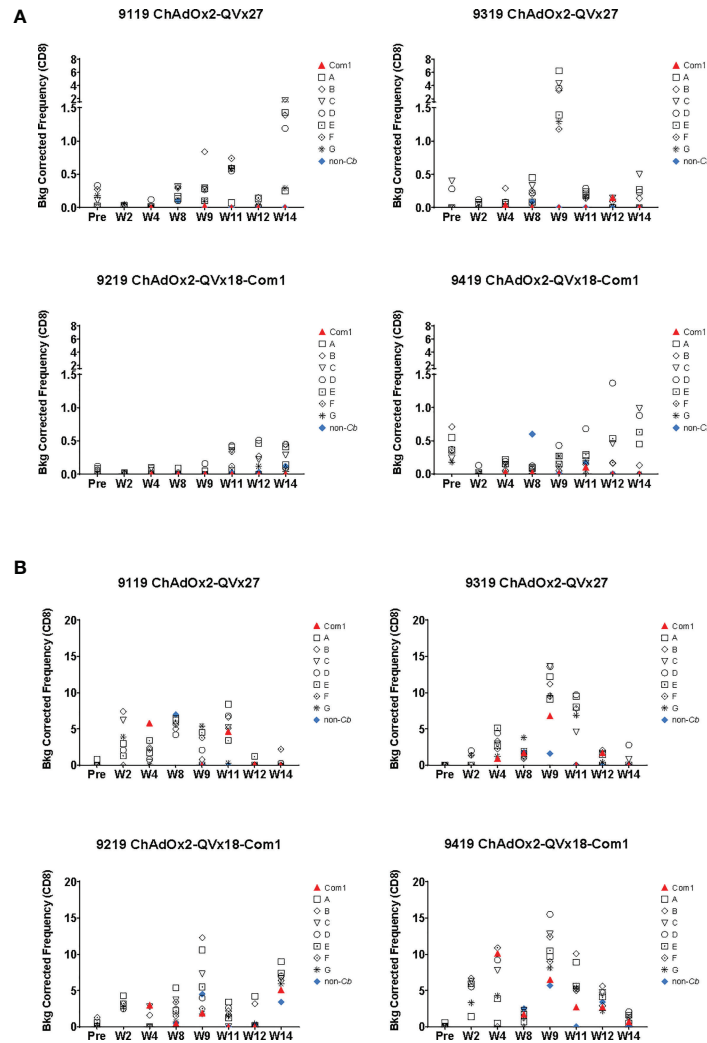 A
9119 ChAdOx2-QVx27
Bkg Corrected Frequency (CD8)
8
6
4
2
1.5
1.0
0.5
0.0
Pre W2 W4 W8 W9 W11 W12 W14
Com1
A
B
C
D
E
F
G
non-Cb
9319 ChAdOx2-QVx27
Bkg Corrected Frequency (CD8)
8
6
4
2
1.5
1.0
0.5
0.0
Pre W2 W4 W8 W9 W11 W12 W14
Com1
A
B
C
D
E
F
G
non-C
9219 ChAdOx2-QVx18-Com1
Bkg Corrected Frequency (CD8)
8
6
4
2
1.5
1.0
0.5
0.0
Pre W2 W4 W8 W9 W11 W12 W14
Com1
A
B
C
D
E
F
G
non-Cb
9419 ChAdOx2-QVx18-Com1
Bkg Corrected Frequency (CD8)
8
6
4
2
1.5
1.0
0.5
0.0
Pre W2 W4 W8 W9 W11 W12 W14
Com1
A
B
C
D
E
F
G
non-C
B
9119 ChAdOx2-QVx27
Bkg Corrected Frequency (CD8)
20
15
10
5
0
Pre W2 W4 W8 W9 W11 W12 W14
Com1
A
B
C
D
E
F
G
non-Cb
9319 ChAdOx2-QVx27
Bkg Corrected Frequency (CD8)
20
15
10
5
0
Pre W2 W4 W8 W9 W11 W12 W14
Com1
A
B
C
D
E
F
G
non-Cb
9219 ChAdOx2-QVx18-Com1
Bkg Corrected Frequency (CD8)
20
15
10
5
0
Pre W2 W4 W8 W9 W11 W12 W14
Com1
A
B
C
D
E
F
G
non-Cb
9419 ChAdOx2-QVx18-Com1
Bkg Corrected Frequency (CD8)
20
15
10
5
0
Pre W2 W4 W8 W9 W11 W12 W14
Com1
A
B
C
D
E
F
G
non-Cb